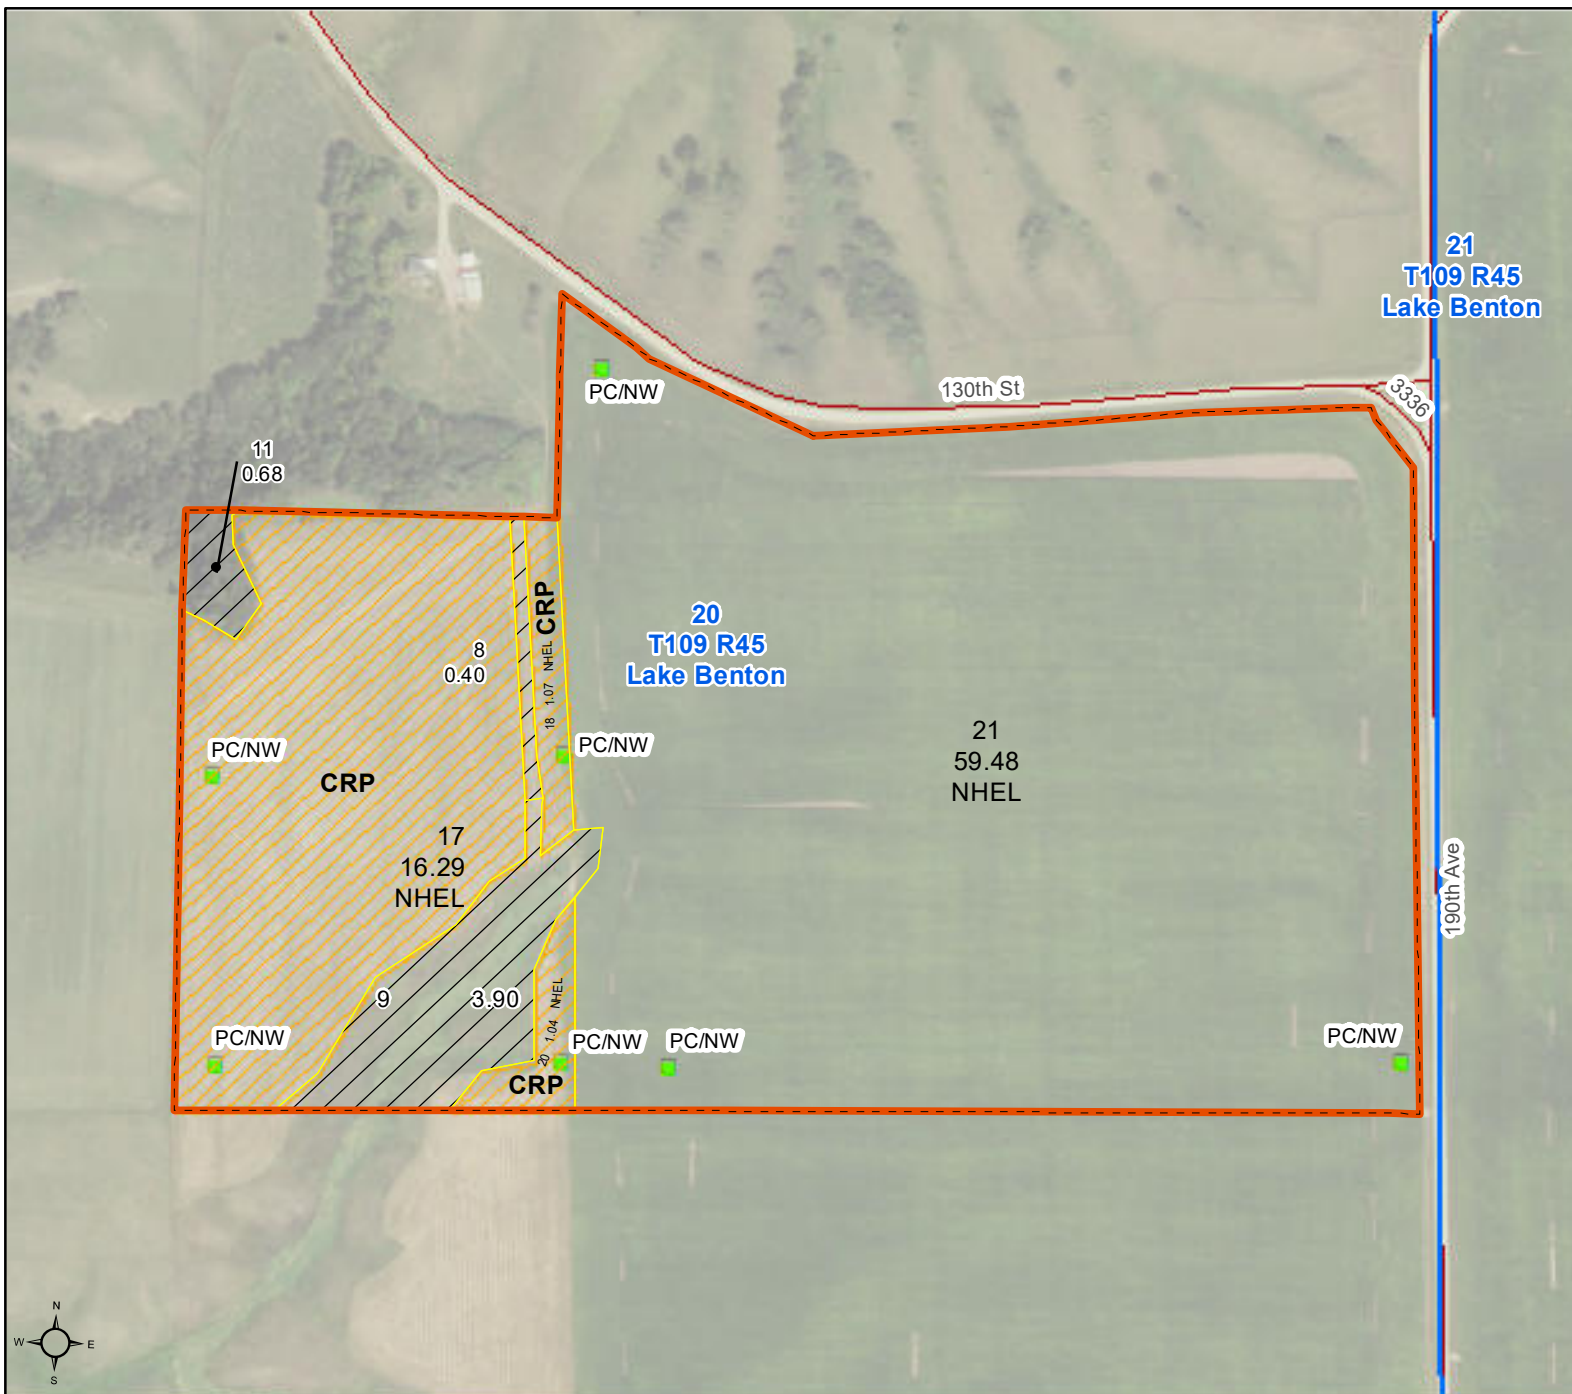 21
T109 R45
Lake Benton
130th St
3336
PC/NW
11
0.68
CRP
20
T109 R45
Lake Benton
8
0.40
18 1.07 NHEL
21
59.48
NHEL
PC/NW
PC/NW
CRP
17
16.29
NHEL
190th Ave
9
3.90
20 1.04 NHEL
PC/NW
PC/NW
PC/NW
PC/NW
CRP
N
W
E
S